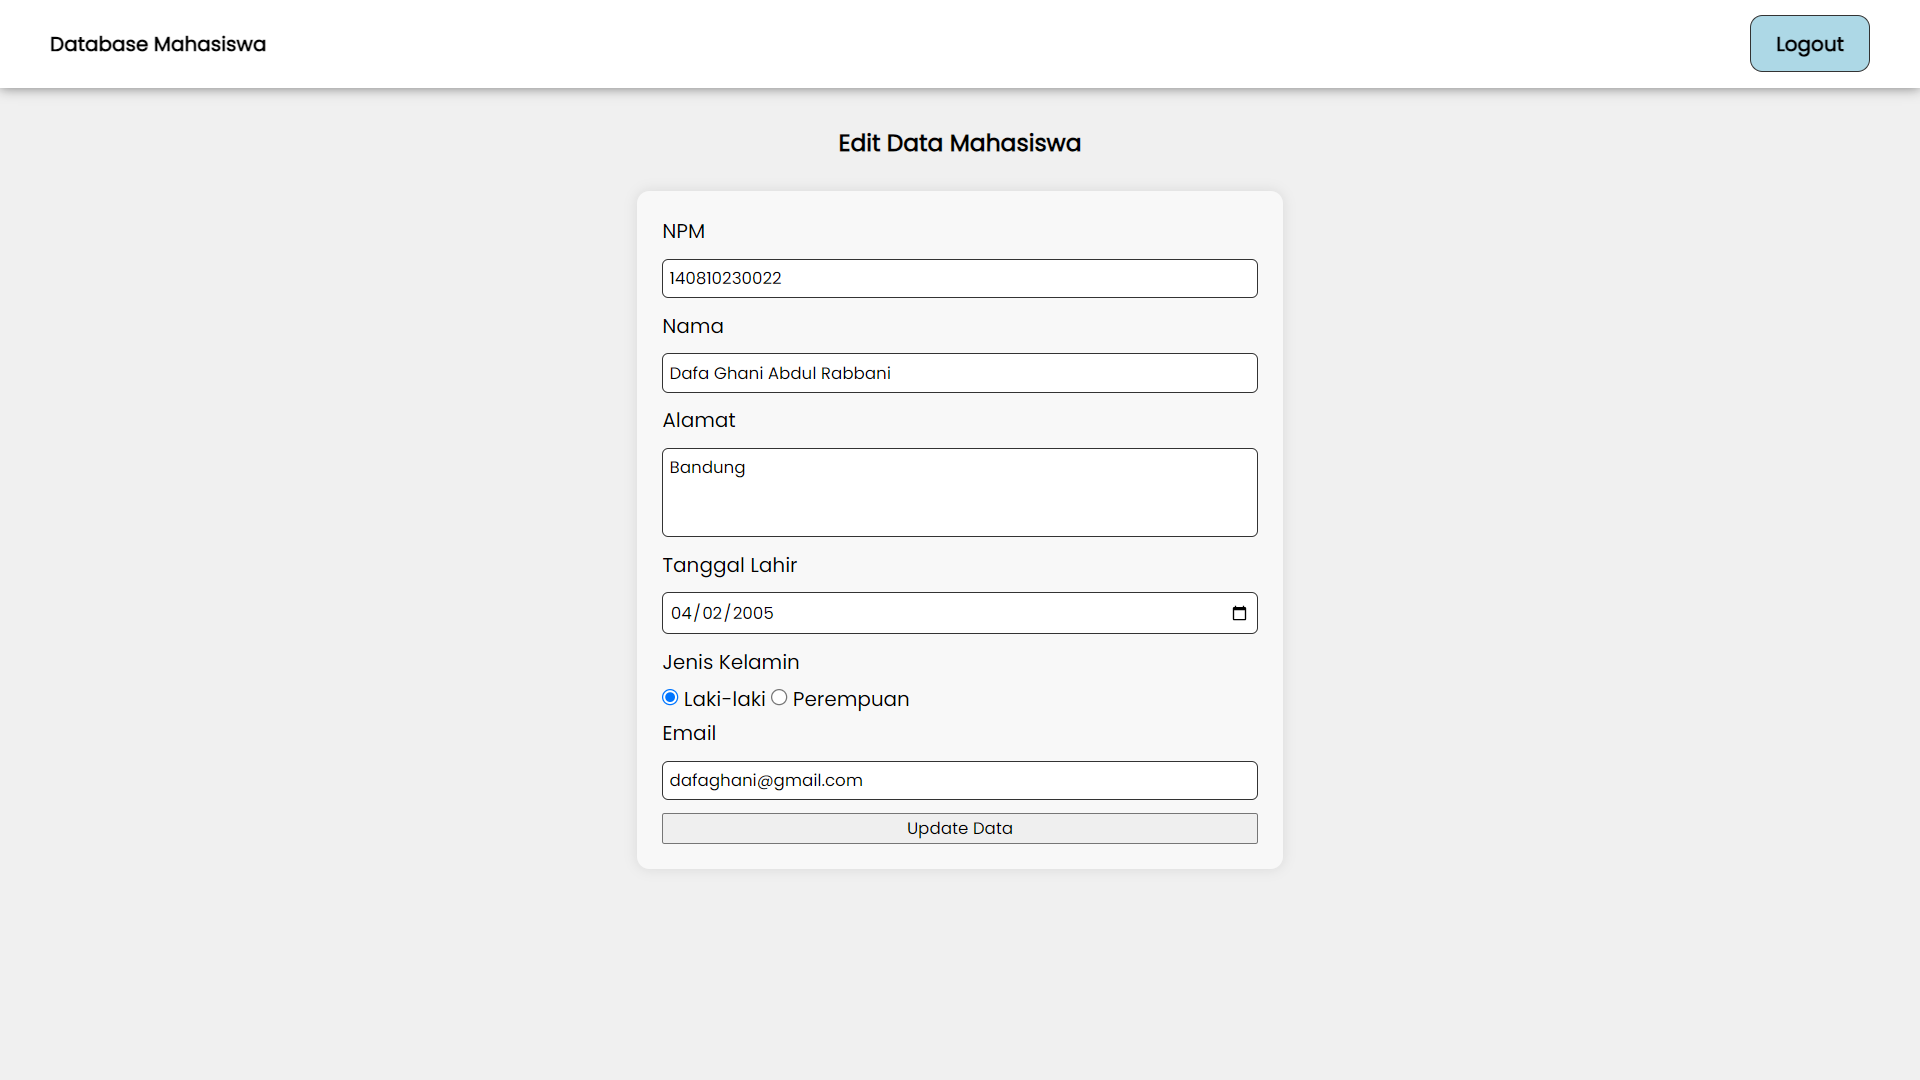 Database Mahasiswa
Logout
Edit Data Mahasiswa
NPM
140810230022
Nama
Dafa Ghani Abdul Rabbani
Alamat
Bandung
Tanggal Lahir
04/02/2005
Jenis Kelamin
Laki-laki Perempuan
Email
dafaghani@gmail.com
Update Data